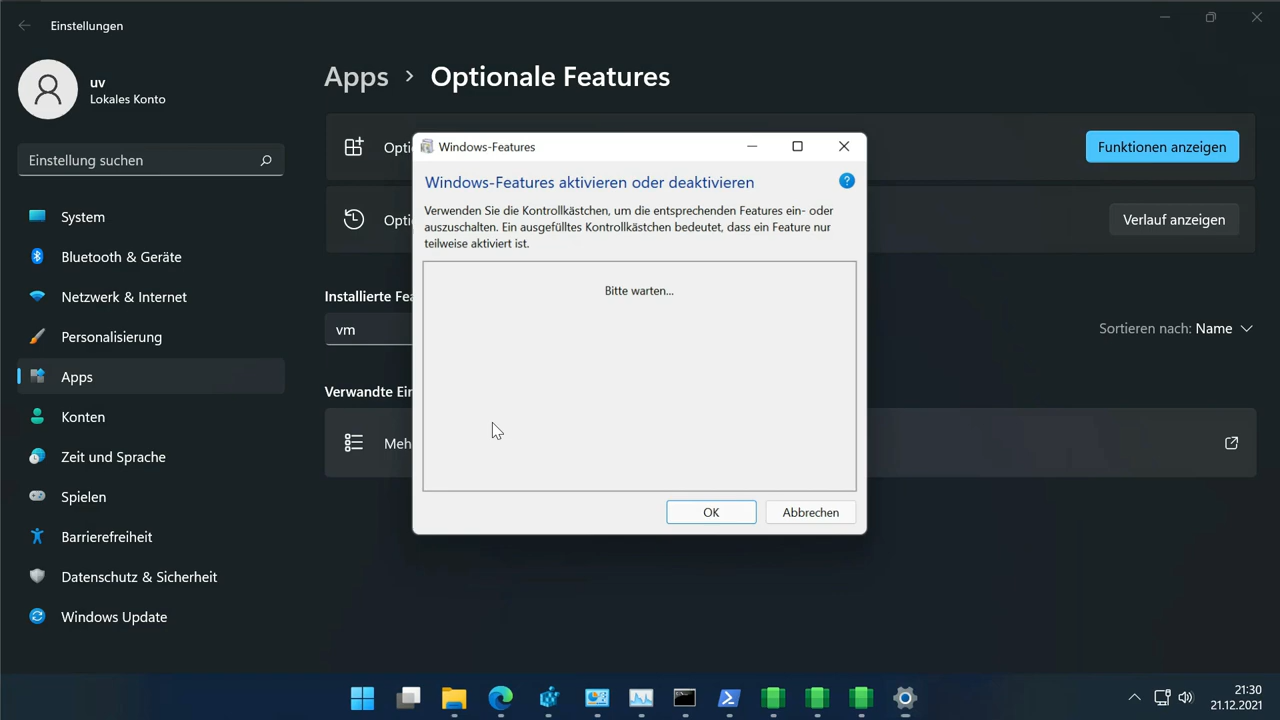 Einstellungen
uv
Lokales Konto
Einstellung suchen
System
Bluetooth & Geräte
Netzwerk & Internet
Personalisierung
Apps
Konten
Zeit und Sprache
Spielen
Barrierefreiheit
Datenschutz & Sicherheit
Windows Update
Apps > Optionale Features
Opti
Funktionen anzeigen
Opti
Verlauf anzeigen
Installierte Fea
vm
Sortieren nach: Name
Verwandte Ein
Meh
Windows-Features
Windows-Features aktivieren oder deaktivieren
?
Verwenden Sie die Kontrollkästchen, um die entsprechenden Features ein- oder
auszuschalten. Ein ausgefülltes Kontrollkästchen bedeutet, dass ein Feature nur
teilweise aktiviert ist.
Bitte warten...
OK
Abbrechen
21:30
21.12.2021